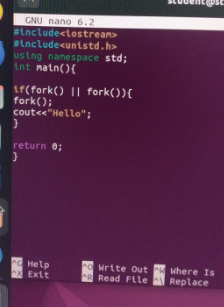 student@st
GNU nano 6.2
#include<iostream>
#include<unistd.h>
using namespace std;
int main(){
if(fork() || fork()){
fork();
cout<<"Hello";
}
return 0;
}
^G Help ^O Write Out ^W Where Is
^X Exit ^R Read File ^\ Replace